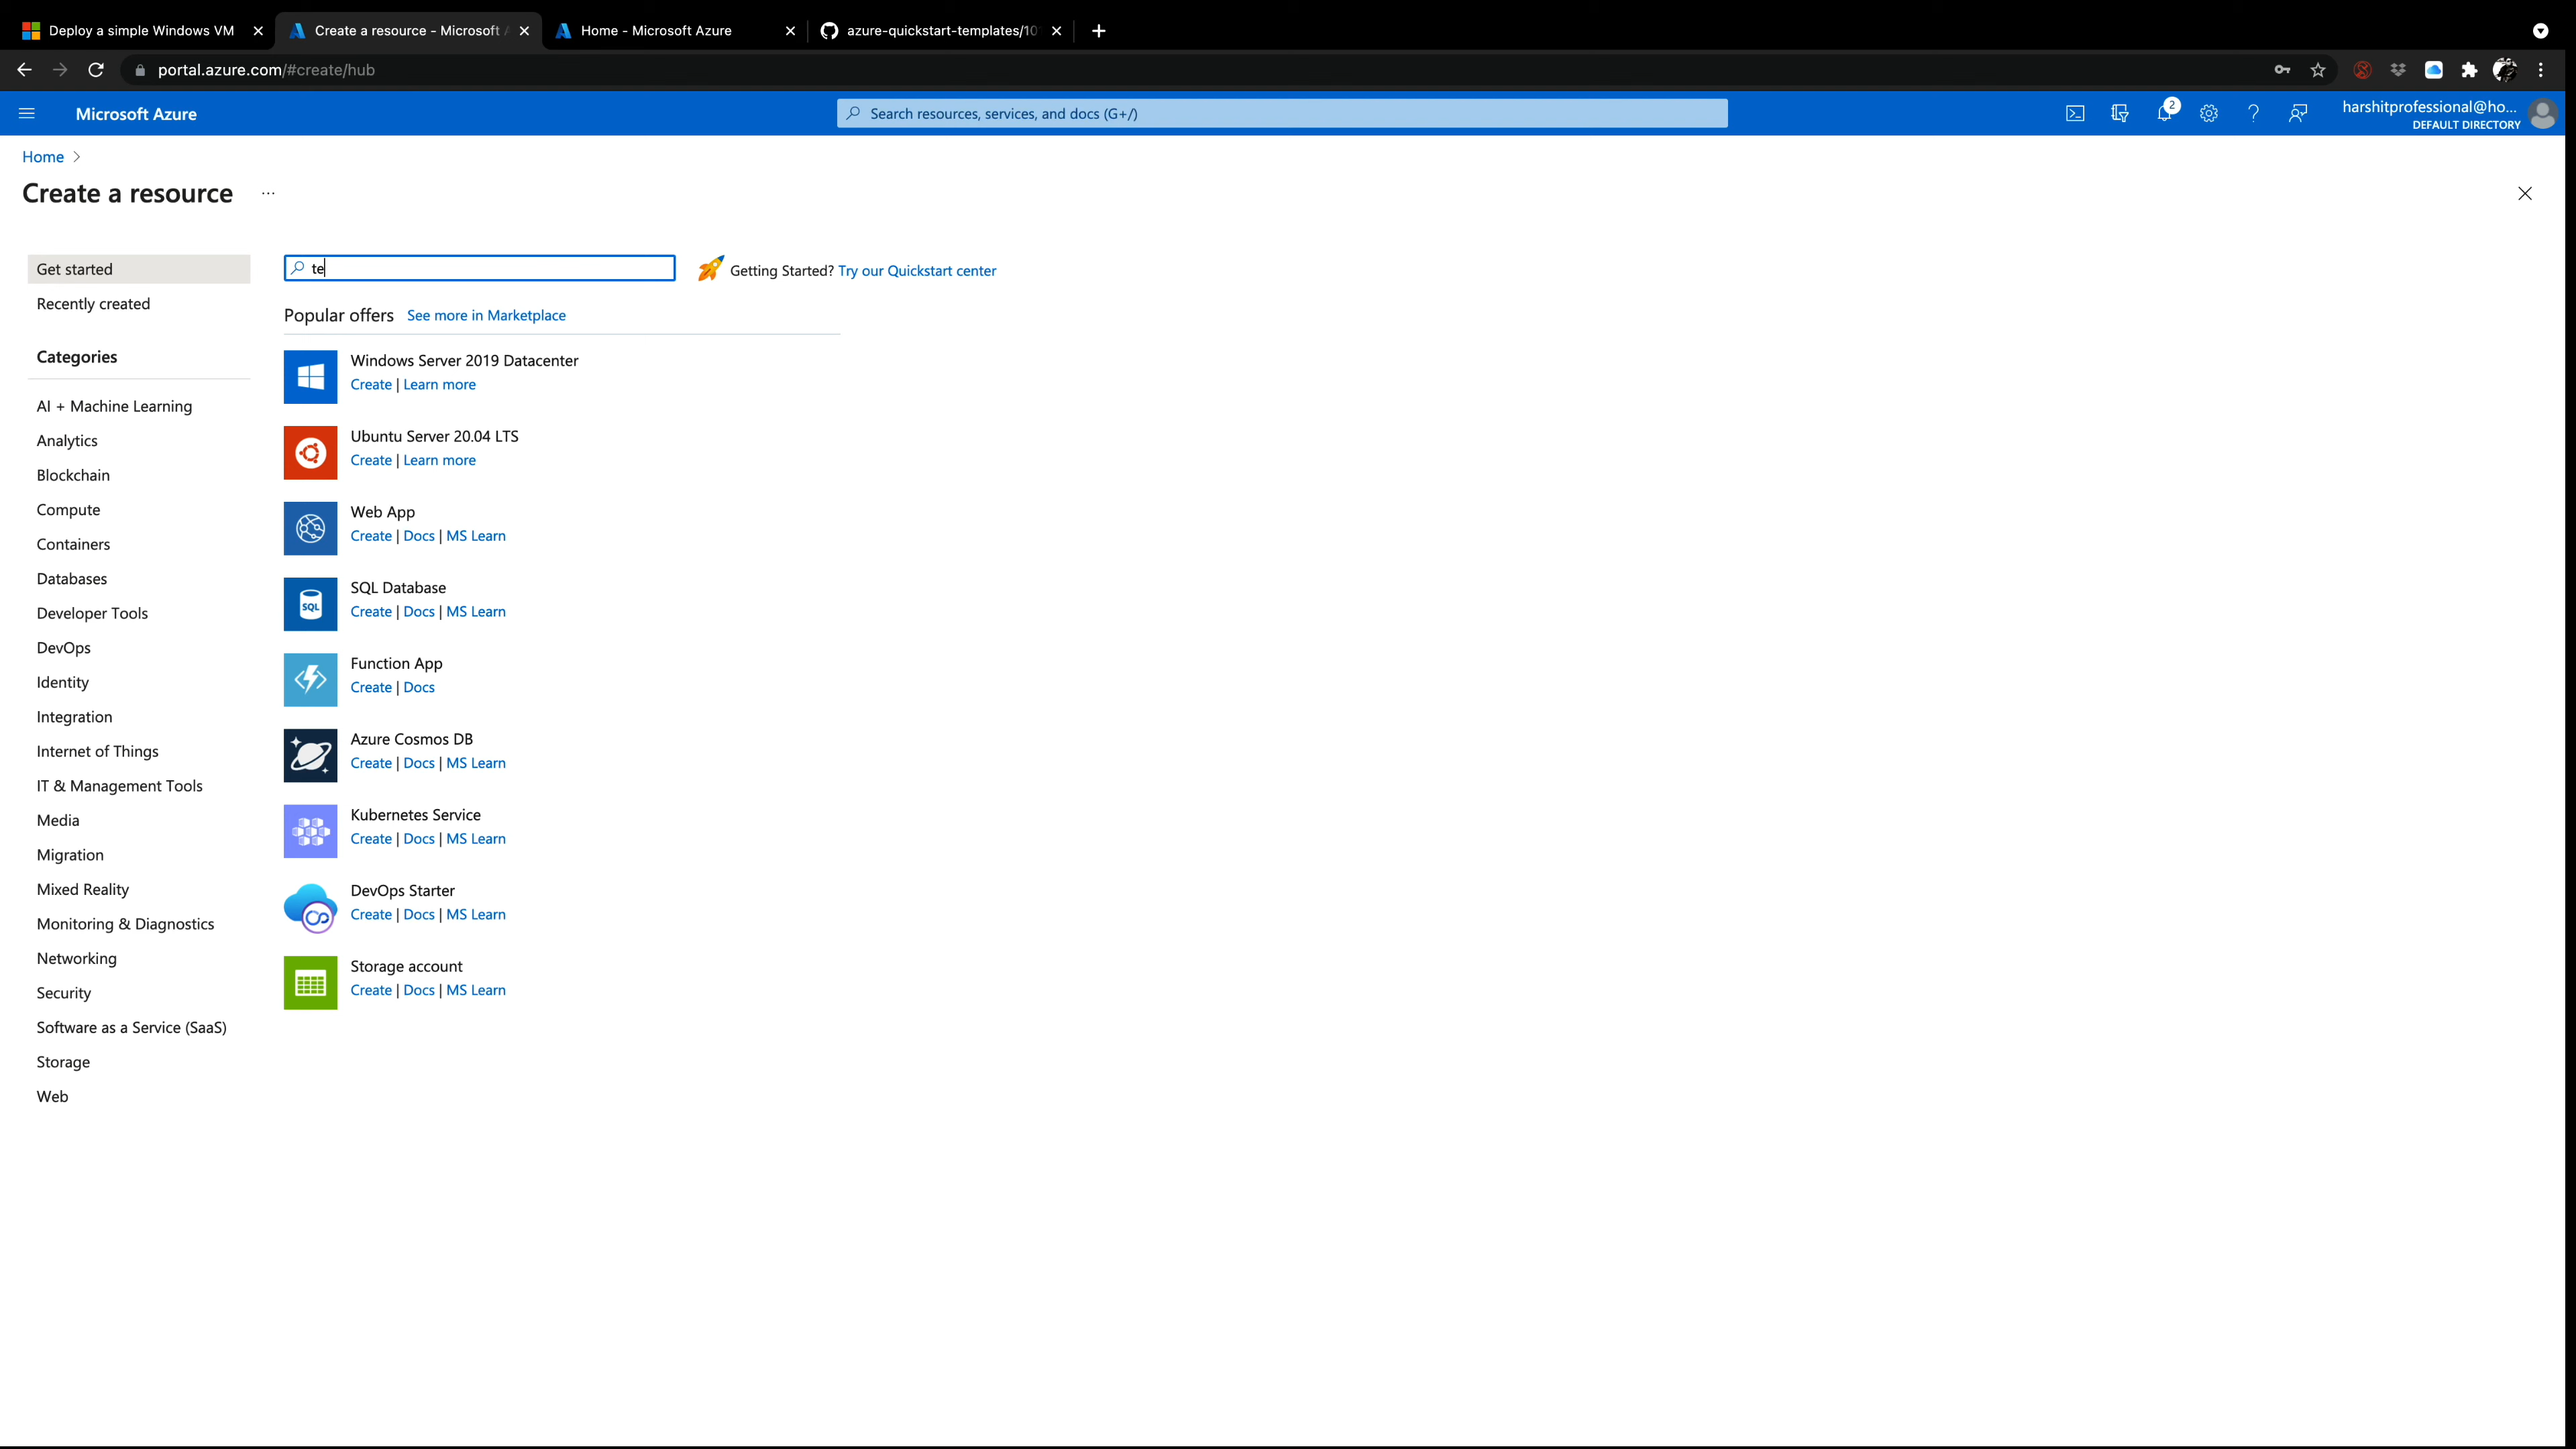 Deploy a simple Windows VM
Create a resource - Microsoft A
Home - Microsoft Azure
azure-quickstart-templates/10
portal.azure.com/#create/hub
Microsoft Azure
Search resources, services, and docs (G+/)
2
harshitprofessional@ho...
DEFAULT DIRECTORY
Home
Create a resource
...
Get started
Recently created
Categories
AI + Machine Learning
Analytics
Blockchain
Compute
Containers
Databases
Developer Tools
DevOps
Identity
Integration
Internet of Things
IT & Management Tools
Media
Migration
Mixed Reality
Monitoring & Diagnostics
Networking
Security
Software as a Service (SaaS)
Storage
Web
te
Getting Started? Try our Quickstart center
Popular offers See more in Marketplace
Windows Server 2019 Datacenter
Create | Learn more
Ubuntu Server 20.04 LTS
Create | Learn more
Web App
Create | Docs | MS Learn
SQL
SQL Database
Create | Docs | MS Learn
Function App
Create | Docs
Azure Cosmos DB
Create | Docs | MS Learn
Kubernetes Service
Create | Docs | MS Learn
DevOps Starter
Create | Docs | MS Learn
Storage account
Create | Docs | MS Learn